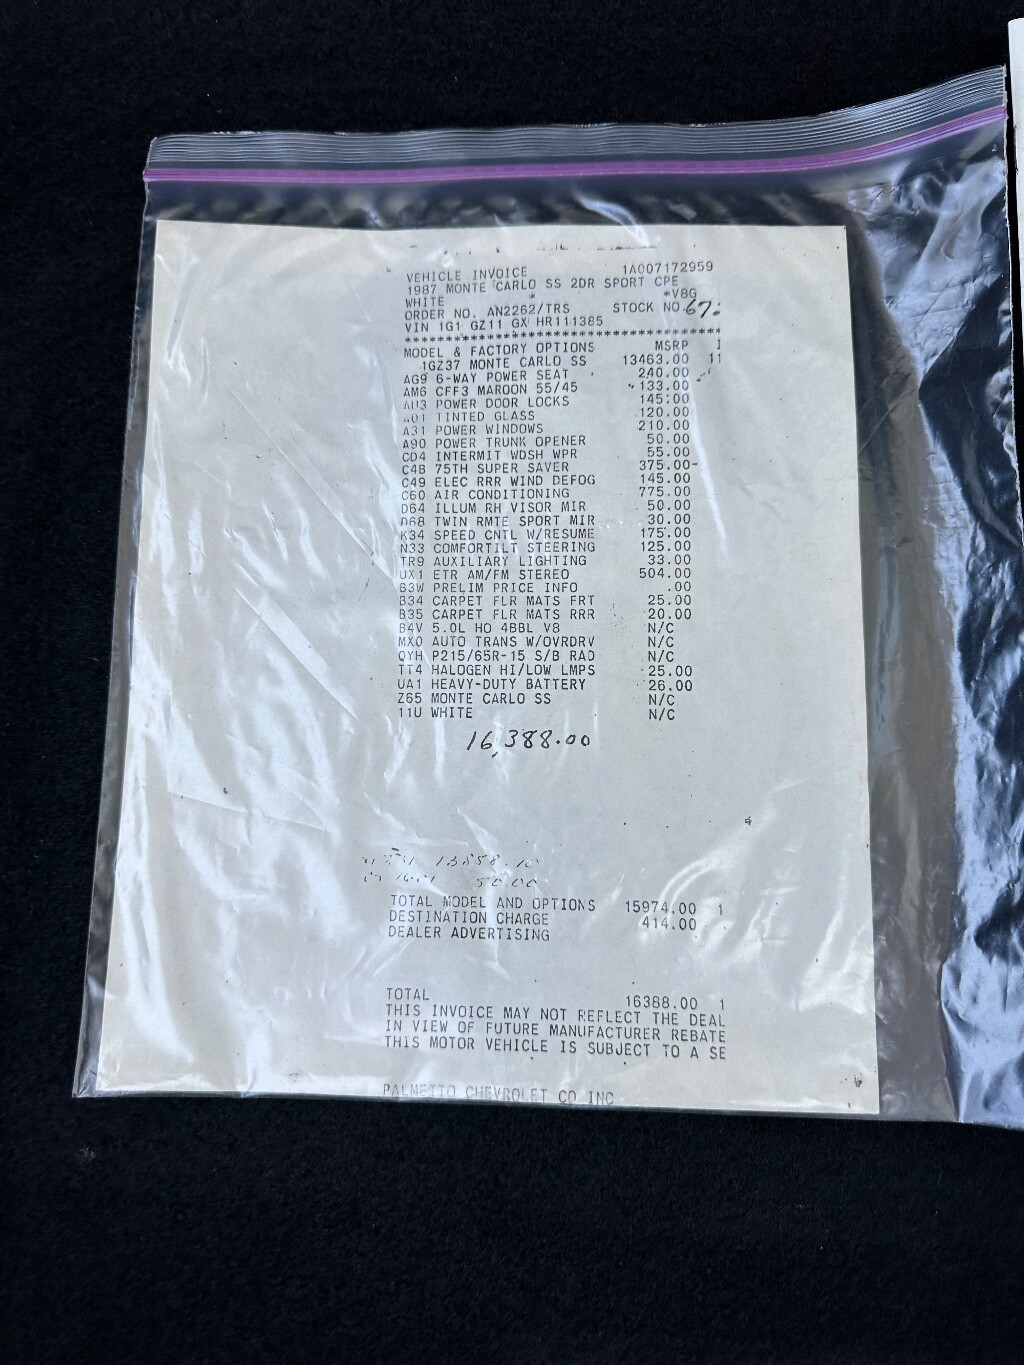 VEHICLE INVOICE 1A007172959
1987 MONTE CARLO SS 2DR SPORT CPE
WHITE * *V8G
ORDER NO. AN2262/TRS STOCK NO. 67
VIN 1G1 GZ11 GX HR111385
MODEL & FACTORY OPTIONS MSRP 1
1GZ37 MONTE CARLO SS 13463.00 11
AG9 6-WAY POWER SEAT 240.00
AM6 CFF3 MAROON 55/45 133.00
AU3 POWER DOOR LOCKS 145.00
A01 TINTED GLASS 120.00
A31 POWER WINDOWS 210.00
A90 POWER TRUNK OPENER 50.00
CD4 INTERMIT WDSH WPR 55.00
C4B 75TH SUPER SAVER 375.00-
C49 ELEC RRR WIND DEFOG 145.00
C60 AIR CONDITIONING 775.00
D64 ILLUM RH VISOR MIR 50.00
D68 TWIN RMTE SPORT MIR 30.00
K34 SPEED CNTL W/RESUME 175.00
N33 COMFORTILT STEERING 125.00
TR9 AUXILIARY LIGHTING 33.00
UX1 ETR AM/FM STEREO 504.00
B3W PRELIM PRICE INFO .00
B34 CARPET FLR MATS FRT 25.00
B35 CARPET FLR MATS RRR 20.00
B4V 5.0L HO 4BBL V8 N/C
MX0 AUTO TRANS W/OVRDRV N/C
QYH P215/65R-15 S/B RAD N/C
TT4 HALOGEN HI/LOW LMPS 25.00
UA1 HEAVY-DUTY BATTERY 26.00
Z65 MONTE CARLO SS N/C
11U WHITE N/C
16,388.00
13858.10
50.00
TOTAL MODEL AND OPTIONS 15974.00 1
DESTINATION CHARGE 414.00
DEALER ADVERTISING
TOTAL 16388.00 1
THIS INVOICE MAY NOT REFLECT THE DEAL
IN VIEW OF FUTURE MANUFACTURER REBATE
THIS MOTOR VEHICLE IS SUBJECT TO A SE
PALMETTO CHEVROLET CO INC